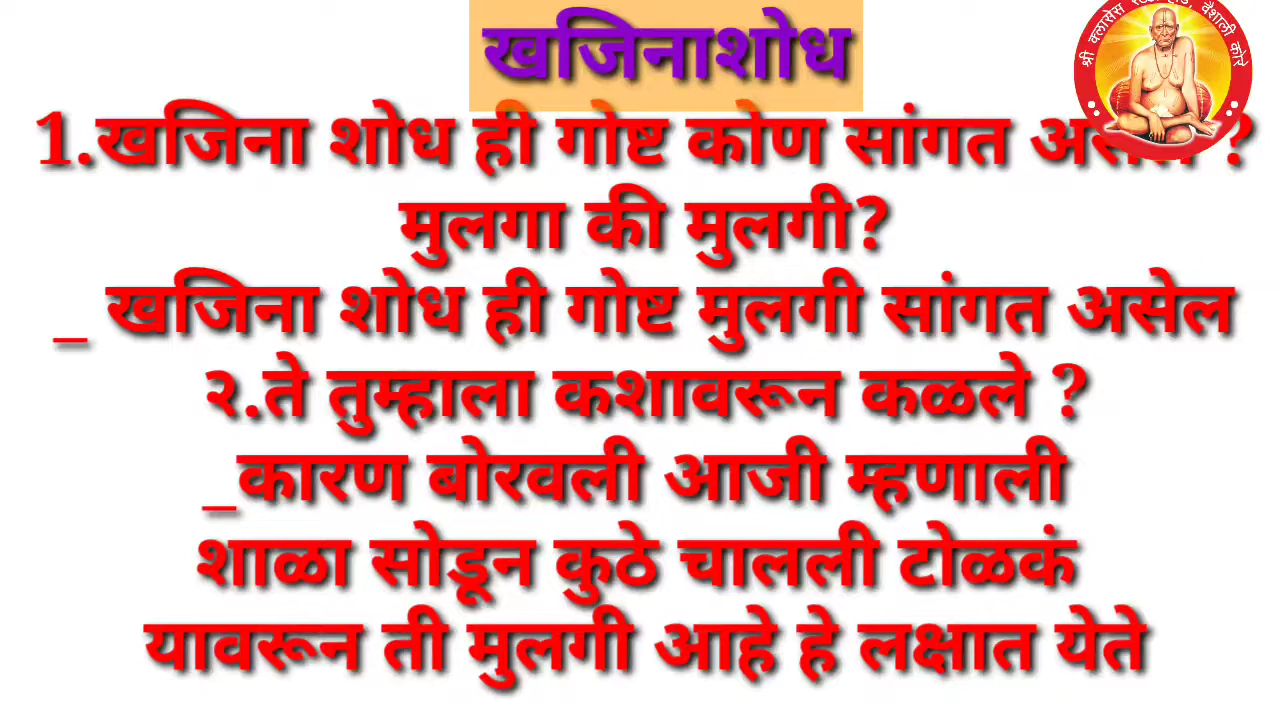 खजिनाशोध
1.खजिना शोध ही गोष्ट कोण सांगत ?
मुलगा की मुलगी?
_ खजिना शोध ही गोष्ट मुलगी सांगत असेल
२.ते तुम्हाला कशावरून कळले ?
_कारण बोरवली आजी म्हणाली
शाळा सोडून कुठे चालली टोळकं
यावरून ती मुलगी आहे हे लक्षात येते
श्री क्लासेस वैशाली कोरे